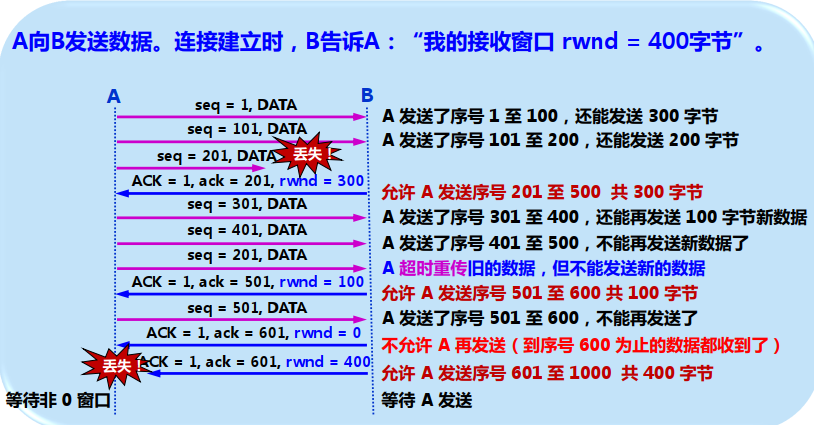 A向B发送数据。连接建立时，B告诉A：“我的接收窗口 rwnd = 400字节”。
A
B
seq = 1, DATA
A 发送了序号 1 至 100，还能发送 300 字节
seq = 101, DATA
A 发送了序号 101 至 200，还能发送 200 字节
seq = 201, DATA
丢失！
ACK = 1, ack = 201, rwnd = 300
允许 A 发送序号 201 至 500 共 300 字节
seq = 301, DATA
A 发送了序号 301 至 400，还能再发送 100 字节新数据
seq = 401, DATA
A 发送了序号 401 至 500，不能再发送新数据了
seq = 201, DATA
A 超时重传旧的数据，但不能发送新的数据
ACK = 1, ack = 501, rwnd = 100
允许 A 发送序号 501 至 600 共 100 字节
seq = 501, DATA
A 发送了序号 501 至 600，不能再发送了
ACK = 1, ack = 601, rwnd = 0
不允许 A 再发送（到序号 600 为止的数据都收到了）
丢失！
ACK = 1, ack = 601, rwnd = 400
允许 A 发送序号 601 至 1000 共 400 字节
等待非 0 窗口
等待 A 发送